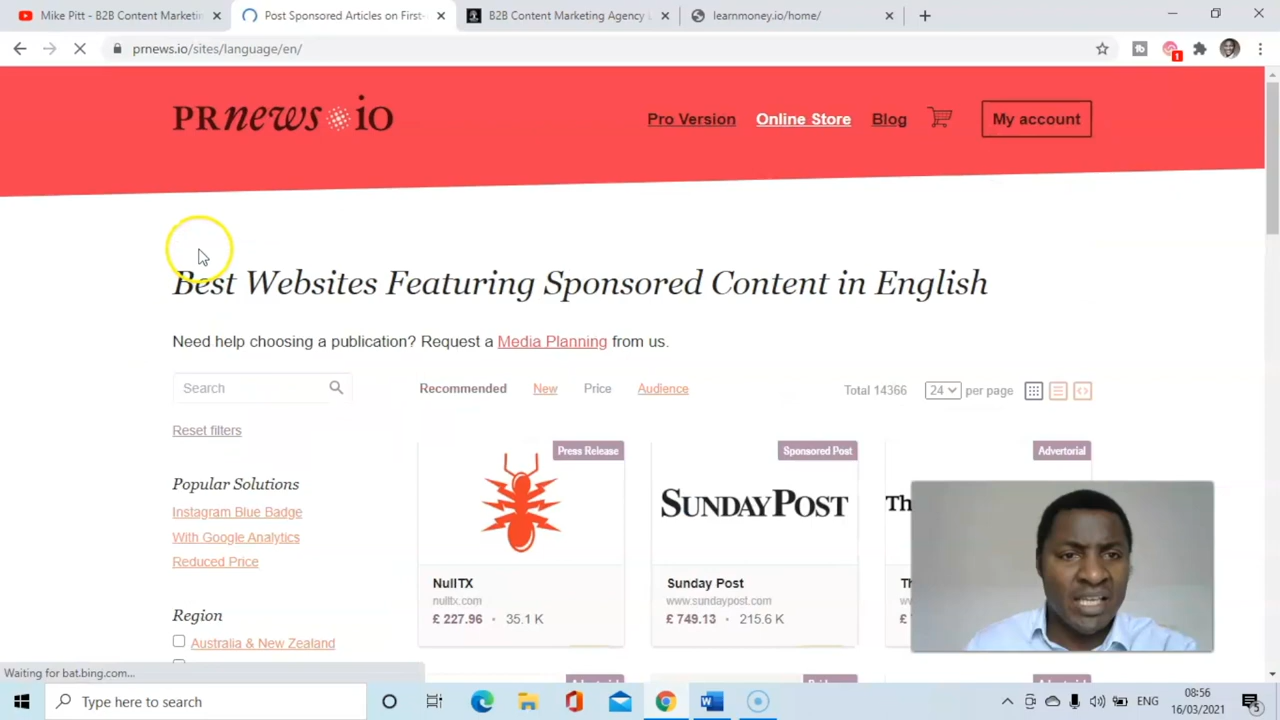 Mike Pitt - B2B Content Marketin
Post Sponsored Articles on First-
B2B Content Marketing Agency
learnmoney.io/home/
prnews.io/sites/language/en/
1
PRnews io
Pro Version
Online Store
Blog
My account
Best Websites Featuring Sponsored Content in English
Need help choosing a publication? Request a Media Planning from us.
Search
Recommended
New
Price
Audience
Total 14366
24
per page
Reset filters
Popular Solutions
Instagram Blue Badge
With Google Analytics
Reduced Price
Region
Australia & New Zealand
Press Release
NullTX
nulltx.com
£ 227.96 • 35.1 K
Sponsored Post
SUNDAY POST
Sunday Post
www.sundaypost.com
£ 749.13 • 215.6 K
Advertorial
Waiting for bat.bing.com...
Type here to search
ENG
08:56
16/03/2021
5